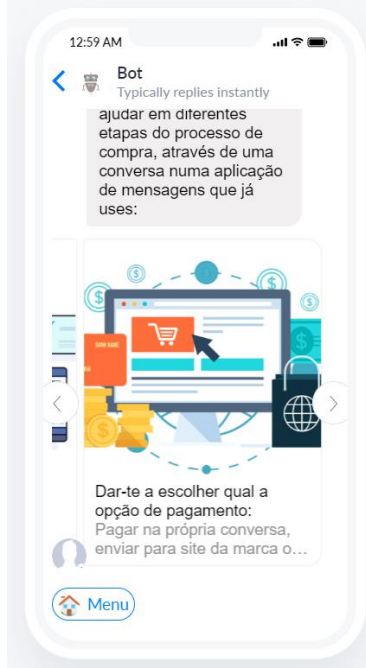 12:59 AM
Bot
Typically replies instantly
ajudar em diferentes
etapas do processo de
compra, através de uma
conversa numa aplicação
de mensagens que já
uses:
Dar-te a escolher qual a
opção de pagamento:
Pagar na própria conversa,
enviar para site da marca o...
Menu